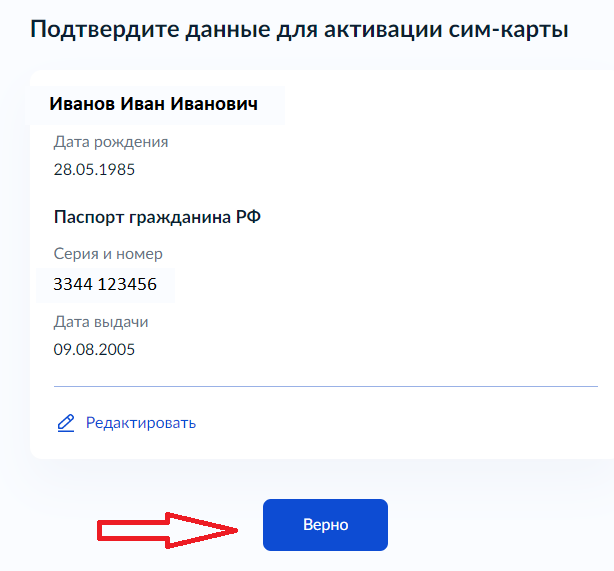 Подтвердите данные для активации сим-карты
Иванов Иван Иванович
Дата рождения
28.05.1985
Паспорт гражданина РФ
Серия и номер
3344 123456
Дата выдачи
09.08.2005
Редактировать
Верно